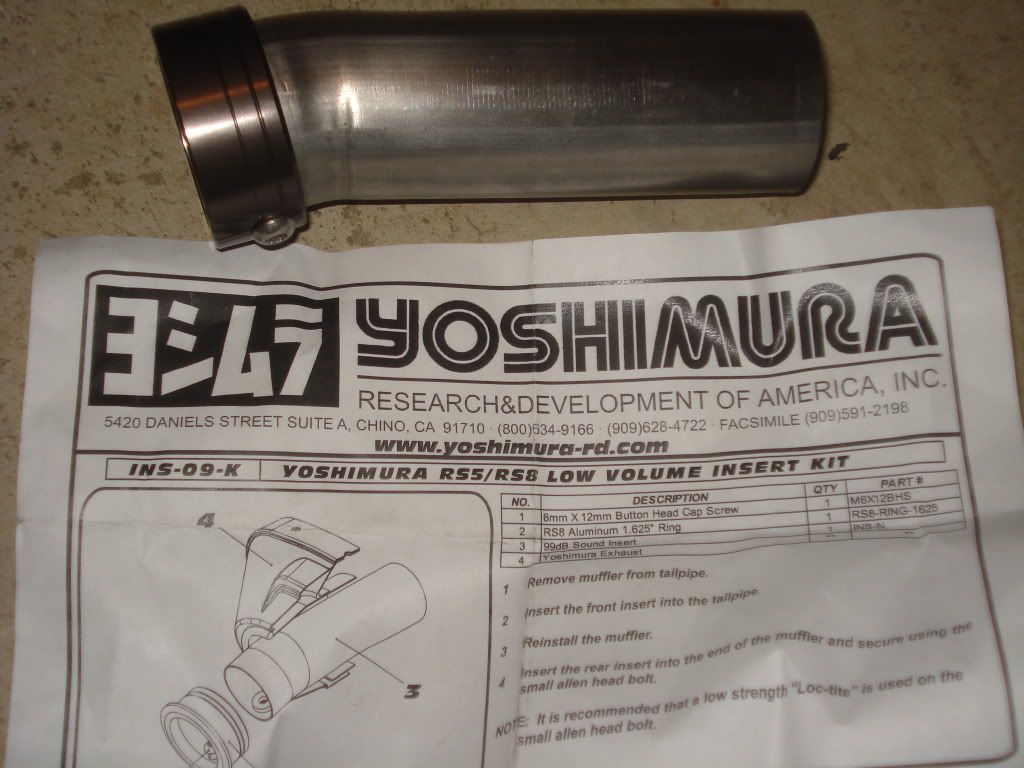 ヨシムラ
YOSHIMURA
RESEARCH&DEVELOPMENT OF AMERICA, INC.
5420 DANIELS STREET SUITE A, CHINO, CA 91710 · (800)634-9166 · (909)628-4722 · FACSIMILE (909)591-2198
www.yoshimura-rd.com
INS-09-K YOSHIMURA RS5/RS8 LOW VOLUME INSERT KIT
NO. DESCRIPTION QTY PART #
1 6mm X 12mm Button Head Cap Screw 1 M6X12BHS
2 RS8 Aluminum 1.625" Ring 1 RS8-RING-1625
3 99dB Sound Insert 1 INS-N
4 Yoshimura Exhaust -- --
1 Remove muffler from tailpipe.
2 Insert the front insert into the tailpipe.
3 Reinstall the muffler.
4 Insert the rear insert into the end of the muffler and secure using the
small allen head bolt.
NOTE: It is recommended that a low strength "Loc-tite" is used on the
small allen head bolt.
4
3